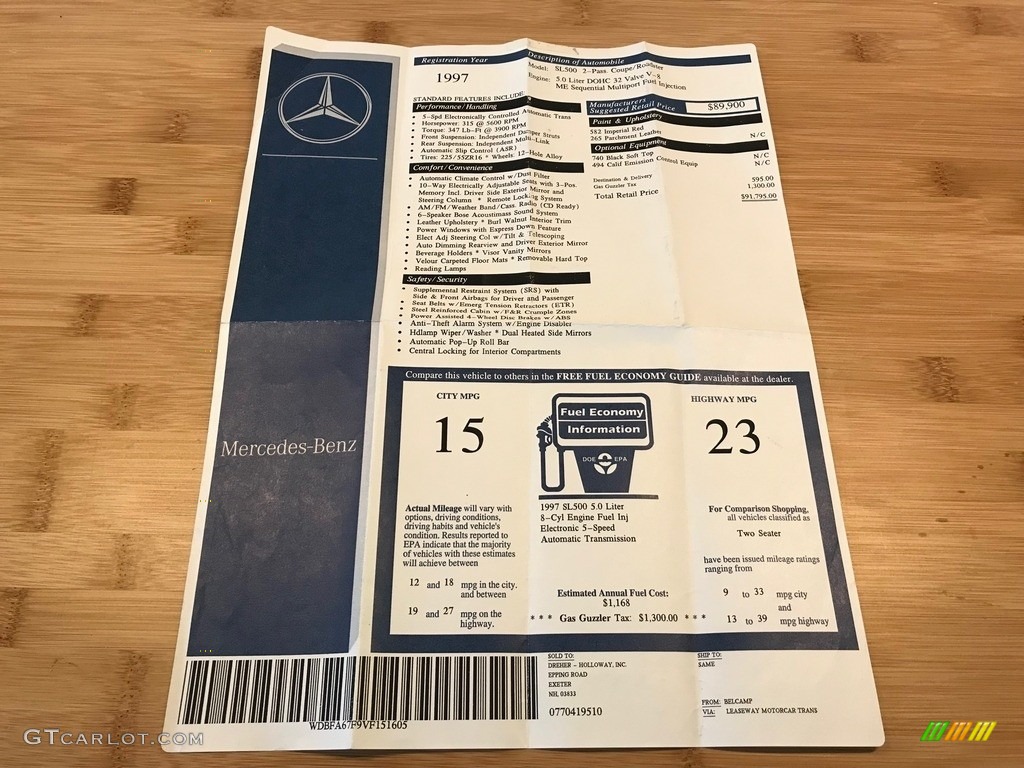 Registration Year
1997
Description of Automobile
Model: SL500 2-Pass. Coupe/Roadster
Engine: 5.0 Liter DOHC 32 Valve V-8
ME Sequential Multiport Fuel Injection
STANDARD FEATURES INCLUDE:
Performance/Handling
• 5-Spd Electronically Controlled Automatic Trans
• Horsepower: 315 @ 5600 RPM
• Torque: 347 Lb-Ft @ 3900 RPM
• Front Suspension: Independent Damper Struts
• Rear Suspension: Independent Multi-Link
• Automatic Slip Control (ASR)
• Tires: 225/55ZR16 * Wheels: 12-Hole Alloy
Comfort/Convenience
• Automatic Climate Control w/Dust Filter
• 10-Way Electrically Adjustable Seats with 3-Pos.
Memory Incl. Driver Side Exterior Mirror and
Steering Column * Remote Locking System
• AM/FM/Weather Band/Cass. Radio (CD Ready)
• 6-Speaker Bose Acoustimass Sound System
• Leather Upholstery * Burl Walnut Interior Trim
• Power Windows with Express Down Feature
• Elect Adj Steering Col w/Tilt & Telescoping
• Auto Dimming Rearview and Driver Exterior Mirror
• Beverage Holders * Visor Vanity Mirrors
• Velour Carpeted Floor Mats * Removable Hard Top
• Reading Lamps
Safety/Security
• Supplemental Restraint System (SRS) with
Side & Front Airbags for Driver and Passenger
• Seat Belts w/Emerg Tension Retractors (ETR)
• Steel Reinforced Cabin w/F&R Crumple Zones
• Power Assisted 4-Wheel Disc Brakes w/ABS
• Anti-Theft Alarm System w/Engine Disabler
• Hdlamp Wiper/Washer * Dual Heated Side Mirrors
• Automatic Pop-Up Roll Bar
• Central Locking for Interior Compartments
Manufacturers
Suggested Retail Price $89,900
Paint & Upholstery
582 Imperial Red
265 Parchment Leather N/C
Optional Equipment
740 Black Soft Top N/C
494 Calif Emission Control Equip N/C
Destination & Delivery 595.00
Gas Guzzler Tax 1,300.00
Total Retail Price $91,795.00
Mercedes-Benz
Compare this vehicle to others in the FREE FUEL ECONOMY GUIDE available at the dealer.
CITY MPG
15
Fuel Economy
Information
DOE EPA
HIGHWAY MPG
23
Actual Mileage will vary with
options, driving conditions,
driving habits and vehicle's
condition. Results reported to
EPA indicate that the majority
of vehicles with these estimates
will achieve between
12 and 18 mpg in the city.
and between
19 and 27 mpg on the
highway.
1997 SL500 5.0 Liter
8-Cyl Engine Fuel Inj
Electronic 5-Speed
Automatic Transmission
Estimated Annual Fuel Cost:
$1,168
* * * Gas Guzzler Tax: $1,300.00 * * *
For Comparison Shopping,
all vehicles classified as
Two Seater
have been issued mileage ratings
ranging from
9 to 33 mpg city
and
13 to 39 mpg highway
WDBFA67F9VF151605
SOLD TO:
DREHER - HOLLOWAY, INC.
EPPING ROAD
EXETER
NH, 03833
0770419510
SHIP TO:
SAME
FROM: BELCAMP
VIA: LEASEWAY MOTORCAR TRANS
GTCARLOT.COM